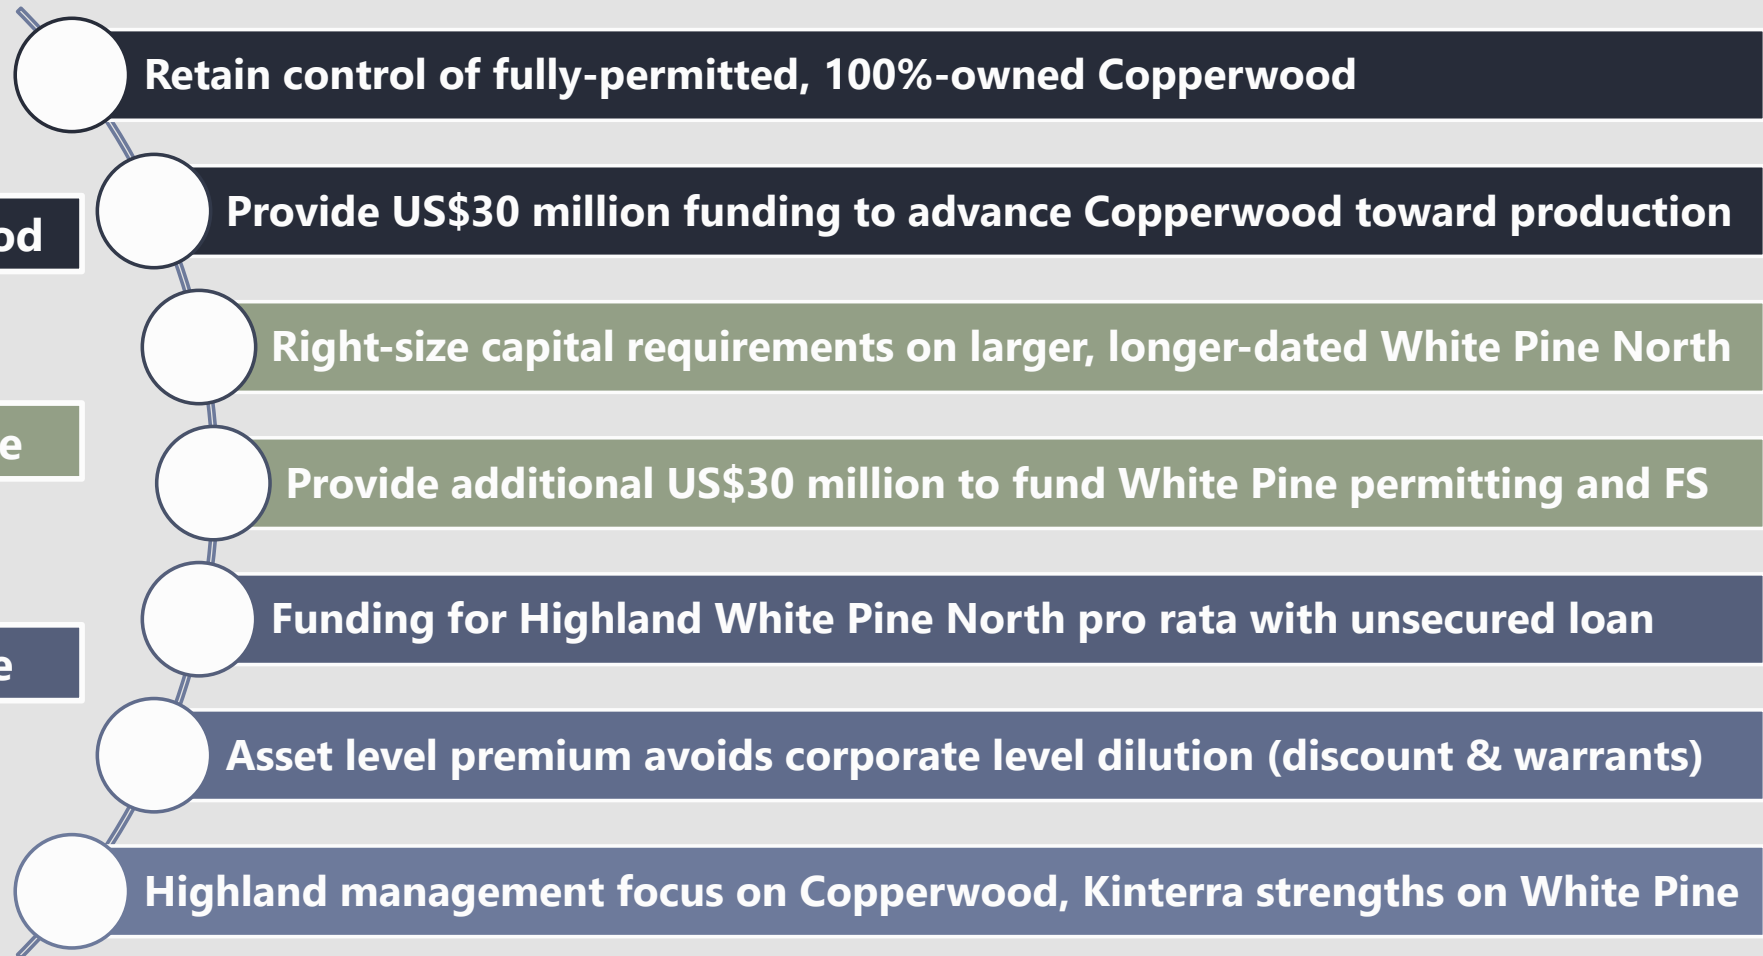 Retain control of fully-permitted, 100%-owned Copperwood
Provide US$30 million funding to advance Copperwood toward production
od
Right-size capital requirements on larger, longer-dated White Pine North
e
Provide additional US$30 million to fund White Pine permitting and FS
Funding for Highland White Pine North pro rata with unsecured loan
e
Asset level premium avoids corporate level dilution (discount & warrants)
Highland management focus on Copperwood, Kinterra strengths on White Pine